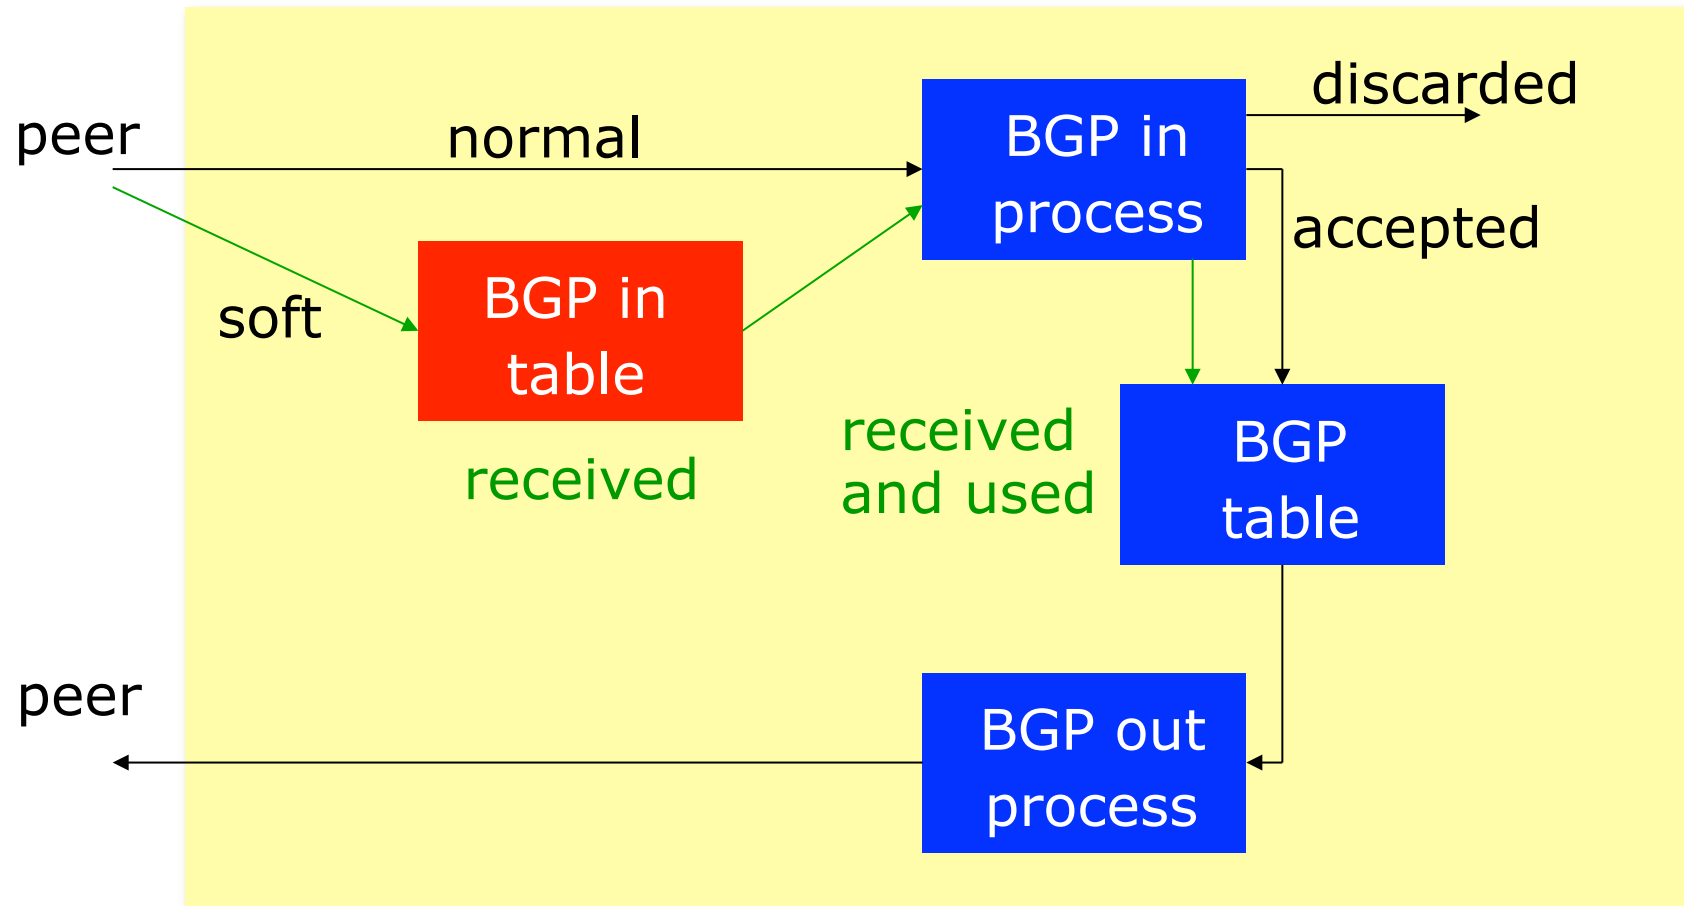 discarded
peer
normal
BGP in
process
accepted
soft
BGP in
table
received
received
and used
BGP
table
peer
BGP out
process